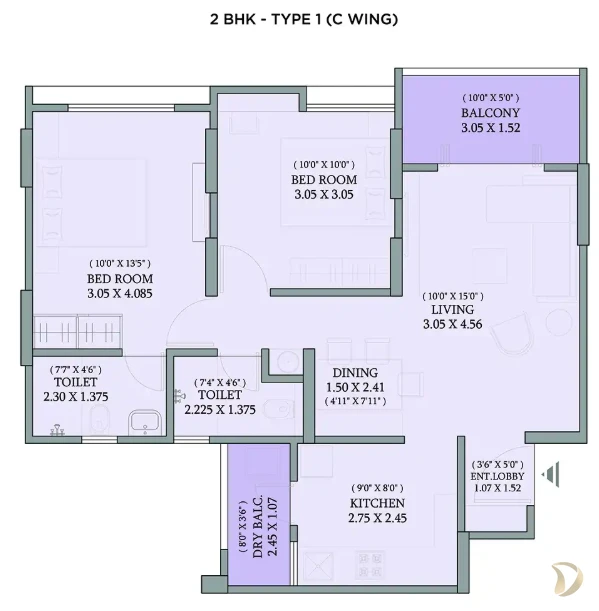 2 BHK - TYPE 1 (C WING)
( 10'0" X 5'0")
BALCONY
3.05 X 1.52
( 10'0" X 10'0")
BED ROOM
3.05 X 3.05
( 10'0" X 13'5")
BED ROOM
3.05 X 4.085
( 10'0" X 15'0")
LIVING
3.05 X 4.56
(7'7" X 4'6")
TOILET
2.30 X 1.375
(7'4" X 4'6")
TOILET
2.225 X 1.375
DINING
1.50 X 2.41
( 4'11" X 7'11")
(3'6" X 5'0")
ENT.LOBBY
1.07 X 1.52
(9'0" X 8'0")
KITCHEN
2.75 X 2.45
(8'0" X 3'6")
DRY BALC.
2.45 X 1.07